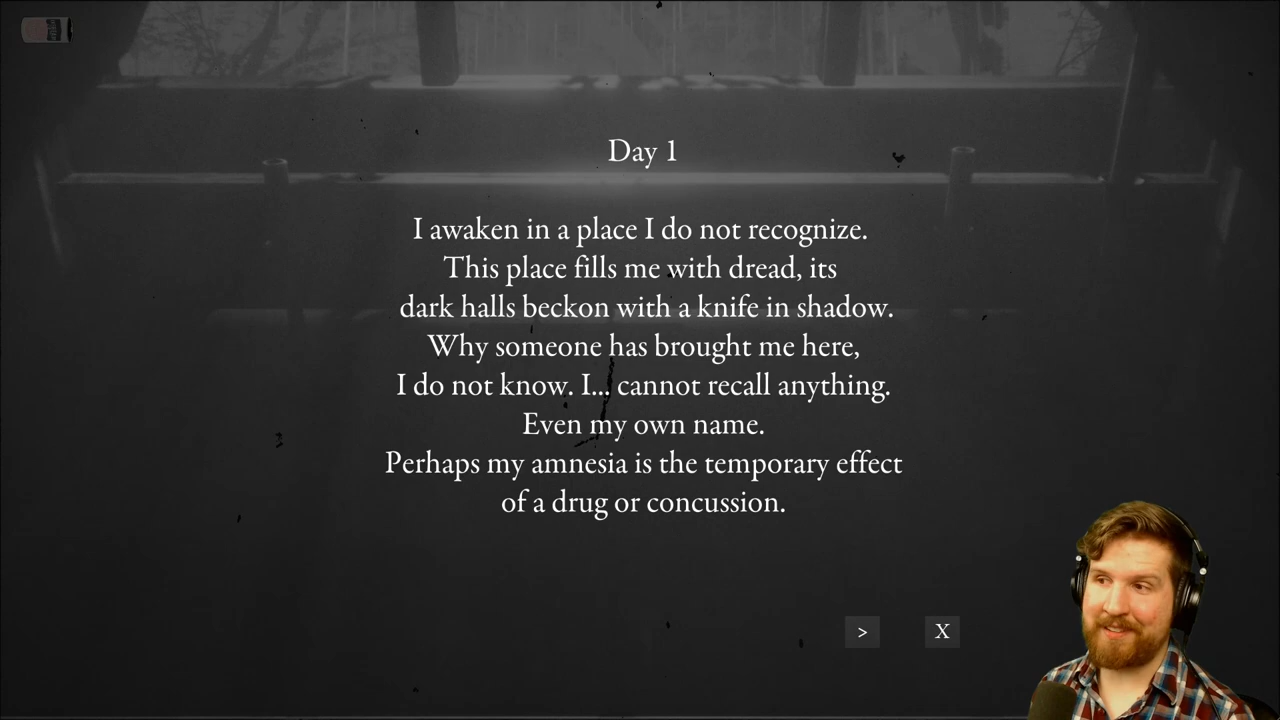 Day 1
I awaken in a place I do not recognize.
This place fills me with dread, its
dark halls beckon with a knife in shadow.
Why someone has brought me here,
I do not know. I... cannot recall anything.
Even my own name.
Perhaps my amnesia is the temporary effect
of a drug or concussion.
> X